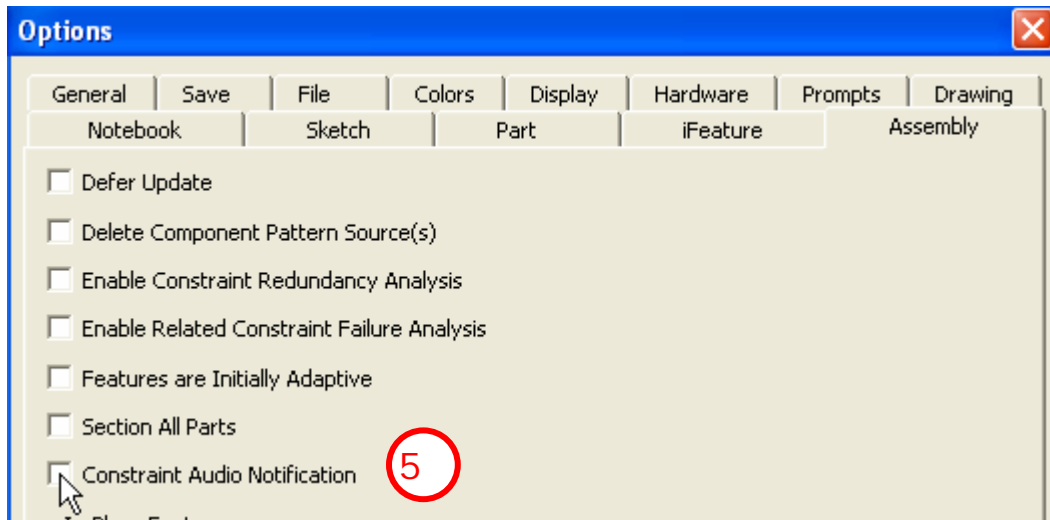 Options
General Save File Colors Display Hardware Prompts Drawing
Notebook Sketch Part iFeature Assembly
Defer Update
Delete Component Pattern Source(s)
Enable Constraint Redundancy Analysis
Enable Related Constraint Failure Analysis
Features are Initially Adaptive
Section All Parts
Constraint Audio Notification 5